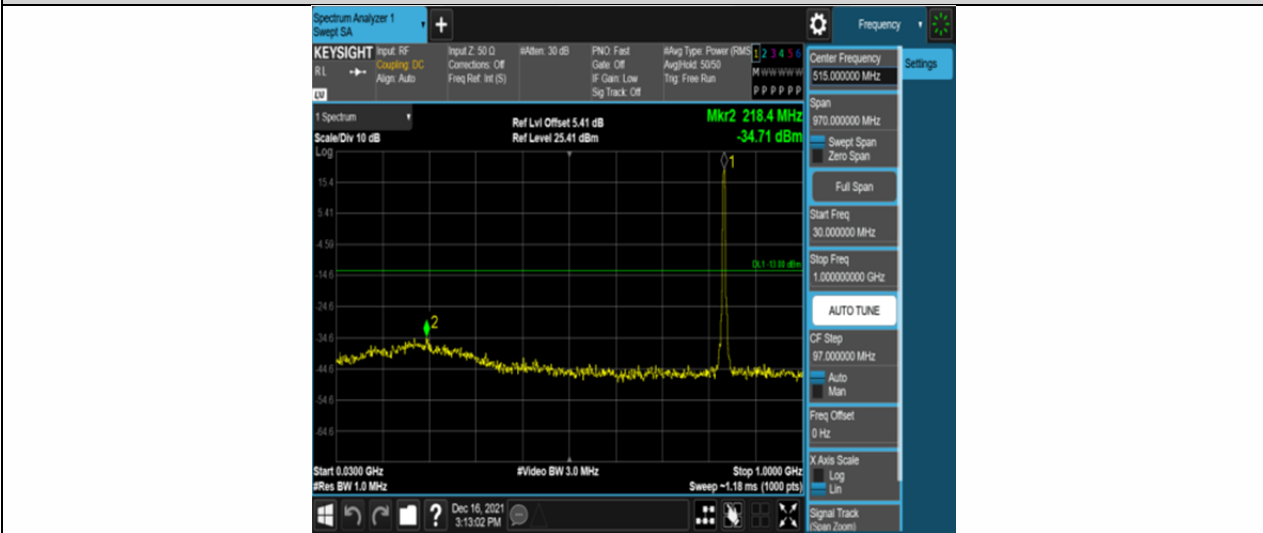 Spectrum Analyzer 1
Swept SA
+
Frequency
KEYSIGHT
RL
Input: RF
Coupling: DC
Align: Auto
Input Z: 50 Ω
Corrections: Off
Freq Ref: Int (S)
#Atten: 30 dB
PNO: Fast
Gate: Off
IF Gain: Low
Sig Track: Off
#Avg Type: Power (RMS
Avg|Hold: 50/50
Trig: Free Run
1 2 3 4 5 6
M W W W W W
P P P P P P
1 Spectrum
Scale/Div 10 dB
Log
Ref Lvl Offset 5.41 dB
Ref Level 25.41 dBm
Mkr2 218.4 MHz
-34.71 dBm
1
15.4
5.41
-4.59
DL1 -13.00 dBm
-14.6
-24.6
2
-34.6
-44.6
-54.6
-64.6
Start 0.0300 GHz
#Res BW 1.0 MHz
#Video BW 3.0 MHz
Stop 1.0000 GHz
Sweep ~1.18 ms (1000 pts)
Dec 16, 2021
3:13:02 PM
?
Center Frequency
515.000000 MHz
Settings
Span
970.000000 MHz
Swept Span
Zero Span
Full Span
Start Freq
30.000000 MHz
Stop Freq
1.000000000 GHz
AUTO TUNE
CF Step
97.000000 MHz
Auto
Man
Freq Offset
0 Hz
X Axis Scale
Log
Lin
Signal Track
(Span Zoom)